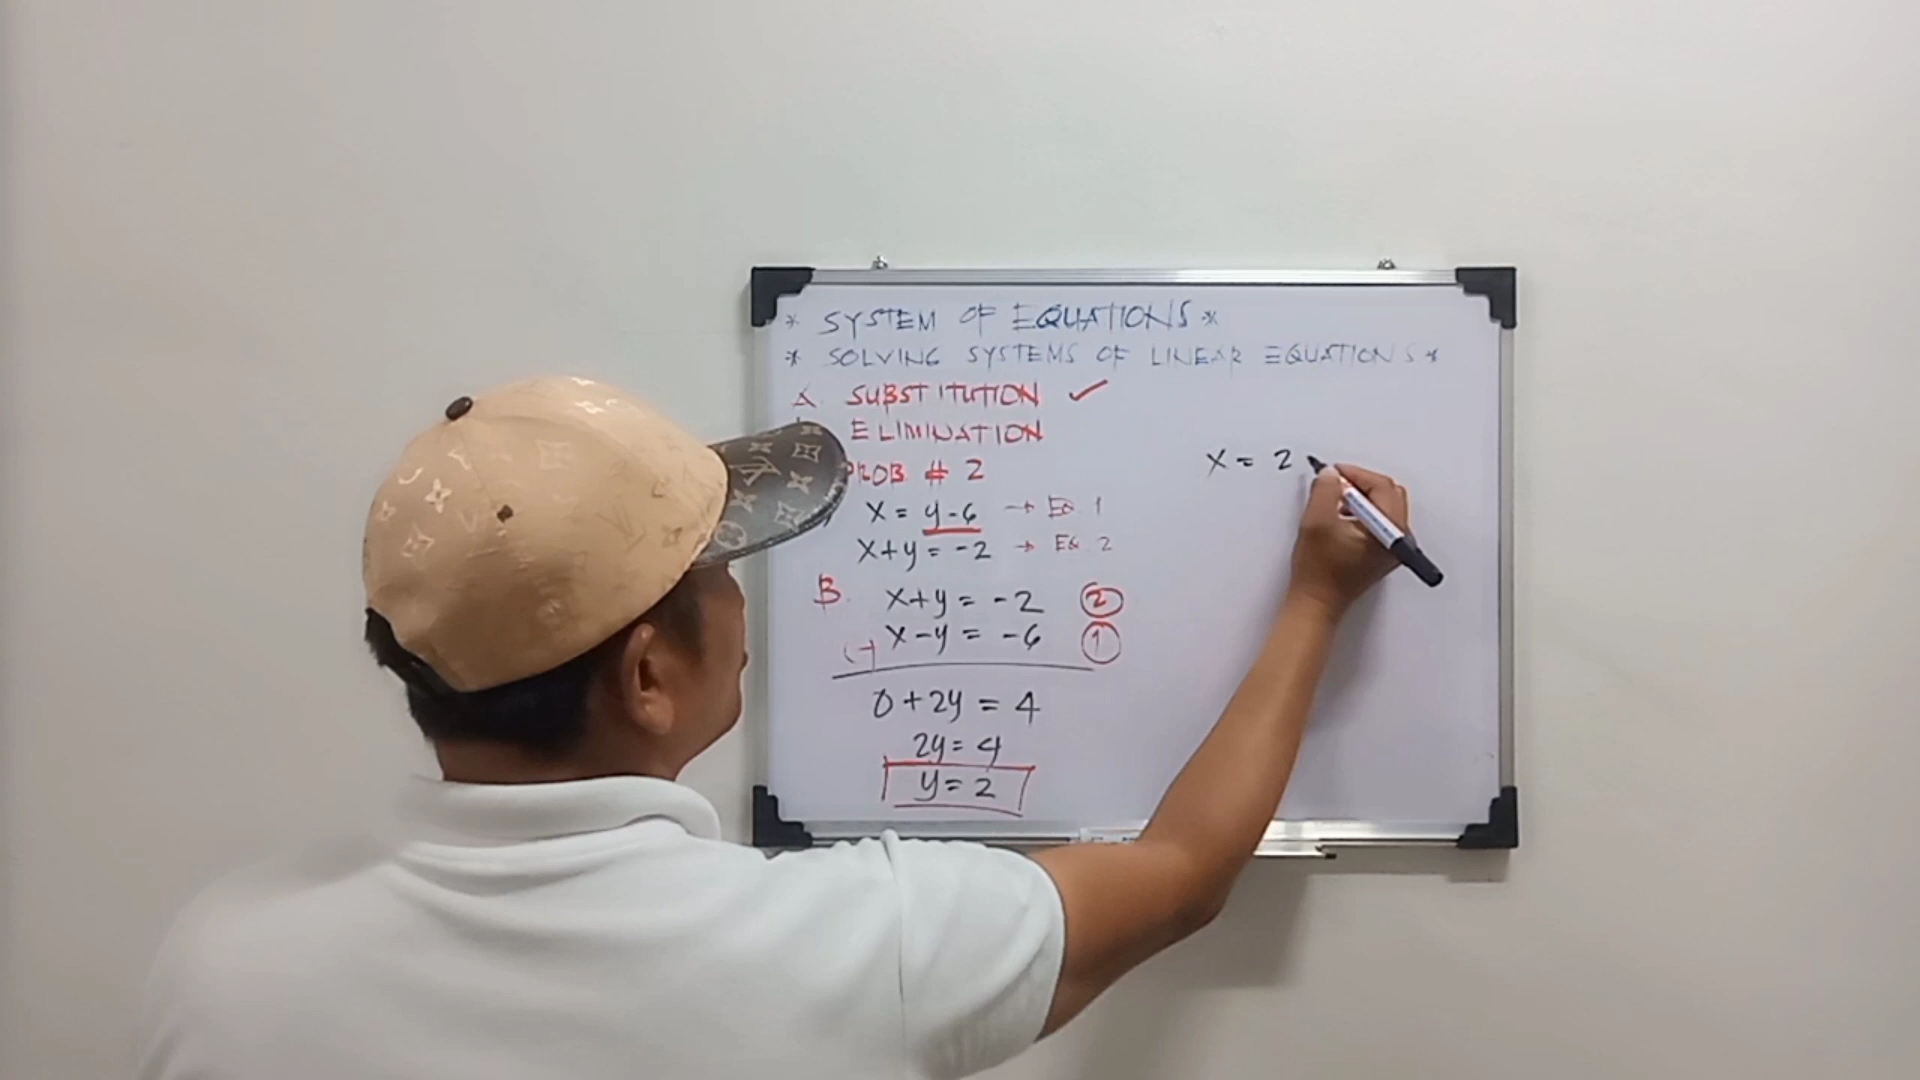 * SYSTEM OF EQUATIONS *
* SOLVING SYSTEMS OF LINEAR EQUATIONS *
A. SUBSTITUTION ✓
ELIMINATION
PROB # 2
x = y - 6 → EQ 1
x + y = -2 → EQ. 2
B. x + y = -2 2
(-) x - y = -6 1
0 + 2y = 4
2y = 4
y = 2
x = 2